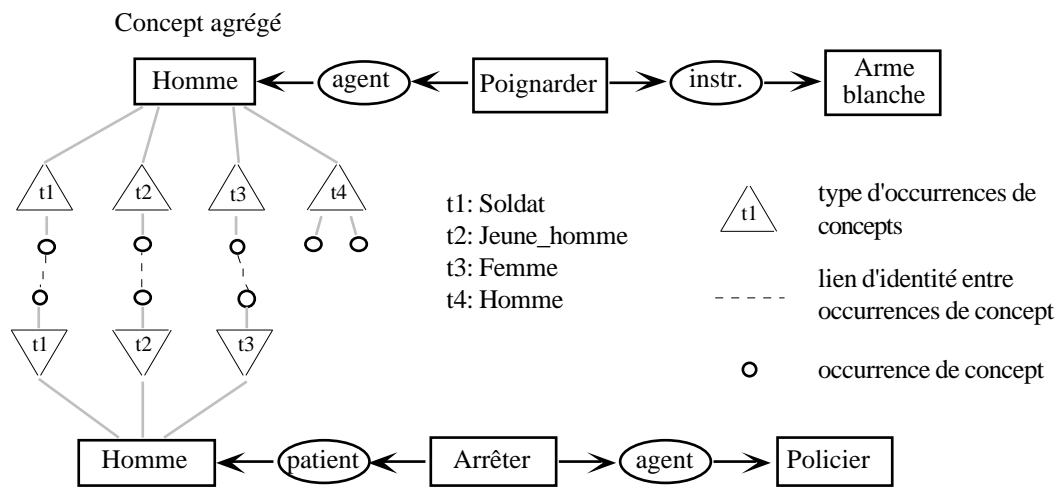 Concept agrégé
Homme
agent
Poignarder
instr.
Arme
blanche
t1
t2
t3
t4
t1: Soldat
t2: Jeune_homme
t3: Femme
t4: Homme
t1
type d'occurrences de
concepts
lien d'identité entre
occurrences de concept
occurrence de concept
t1
t2
t3
Homme
patient
Arrêter
agent
Policier